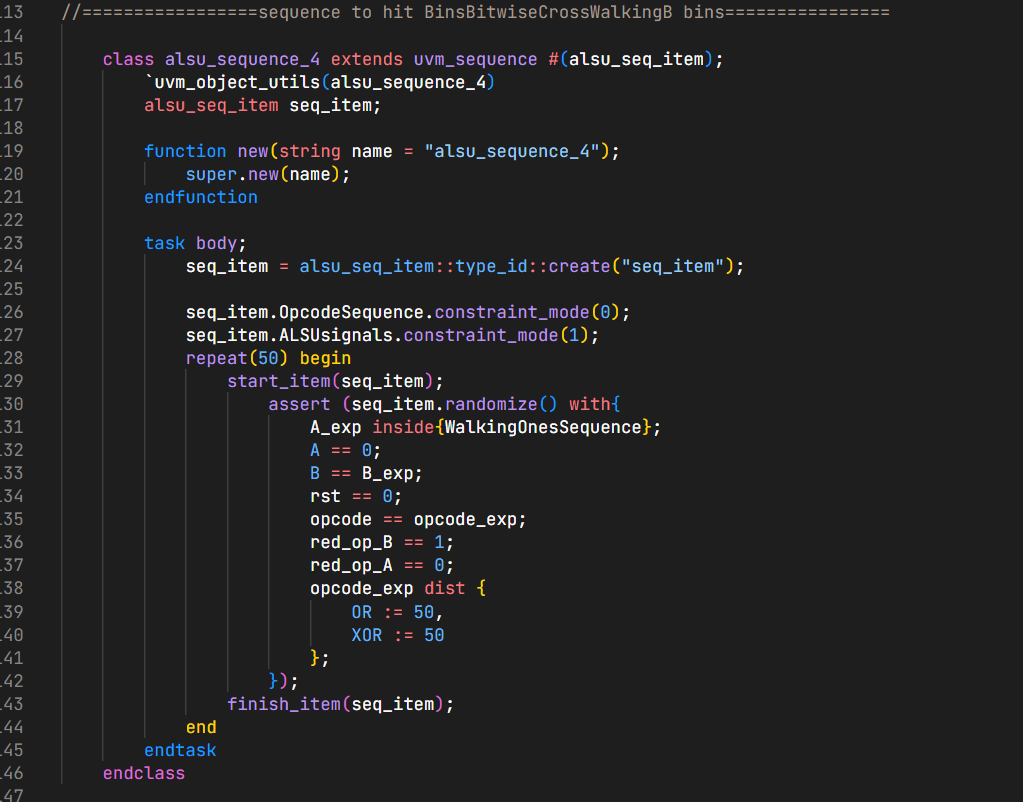 .13 //=================sequence to hit BinsBitwiseCrossWalkingB bins================
.14
.15 class alsu_sequence_4 extends uvm_sequence #(alsu_seq_item);
.16 `uvm_object_utils(alsu_sequence_4)
.17 alsu_seq_item seq_item;
.18
.19 function new(string name = "alsu_sequence_4");
.20 super.new(name);
.21 endfunction
.22
.23 task body;
.24 seq_item = alsu_seq_item::type_id::create("seq_item");
.25
.26 seq_item.OpcodeSequence.constraint_mode(0);
.27 seq_item.ALSUsignals.constraint_mode(1);
.28 repeat(50) begin
.29 start_item(seq_item);
.30 assert (seq_item.randomize() with{
.31 A_exp inside{WalkingOnesSequence};
.32 A == 0;
.33 B == B_exp;
.34 rst == 0;
.35 opcode == opcode_exp;
.36 red_op_B == 1;
.37 red_op_A == 0;
.38 opcode_exp dist {
.39 OR := 50,
.40 XOR := 50
.41 };
.42 });
.43 finish_item(seq_item);
.44 end
.45 endtask
.46 endclass
.47